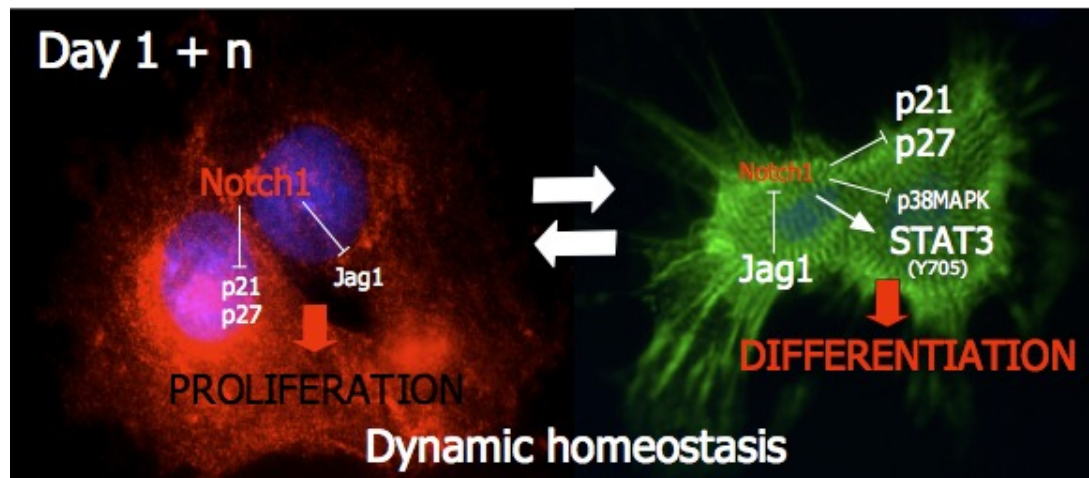 Day 1 + n
Notch1
p21
p27
Jag1
PROLIFERATION
p21
p27
Notch1
p38MAPK
STAT3
(Y705)
Jag1
DIFFERENTIATION
Dynamic homeostasis